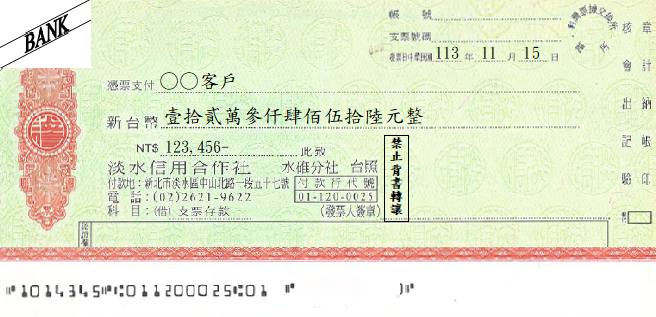 BANK
帳 號
支票號碼
發票日中華民國 113 年 11 月 15 日
憑票支付 〇〇客戶
新台幣 壹拾貳萬參仟肆佰伍拾陸元整
NT$ 123,456- 此致
淡水信用合作社 水碓分社 台照
付款地:新北市淡水區中山北路一段五十七號 付款行代號
電話:(02)2621-9622 01-120-0025
科目:(借)支票存款 (發票人簽章)
禁止背書轉讓
核 章
會 計
出 納
記 帳
驗 印
⑈1014345⑈⑆011200025⑆01 ⑈ )⑈